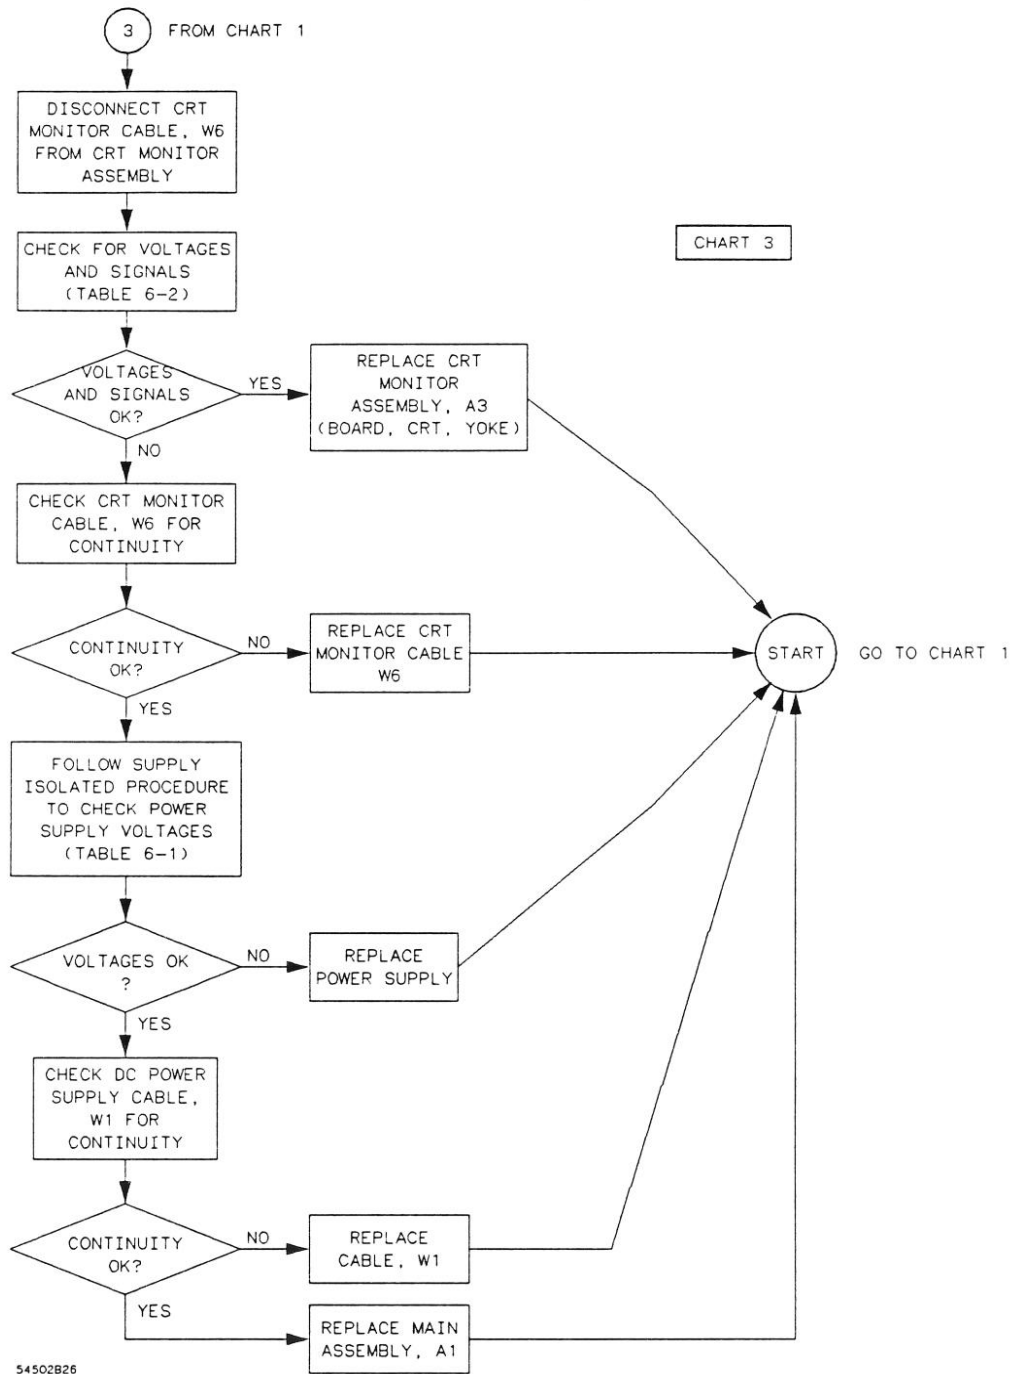 3 FROM CHART 1
DISCONNECT CRT
MONITOR CABLE, W6
FROM CRT MONITOR
ASSEMBLY
CHECK FOR VOLTAGES
AND SIGNALS
(TABLE 6-2)
CHART 3
VOLTAGES
AND SIGNALS
OK?
YES
NO
REPLACE CRT
MONITOR
ASSEMBLY, A3
(BOARD, CRT, YOKE)
CHECK CRT MONITOR
CABLE, W6 FOR
CONTINUITY
CONTINUITY
OK?
NO
YES
REPLACE CRT
MONITOR CABLE
W6
START GO TO CHART 1
FOLLOW SUPPLY
ISOLATED PROCEDURE
TO CHECK POWER
SUPPLY VOLTAGES
(TABLE 6-1)
VOLTAGES OK
?
NO
YES
REPLACE
POWER SUPPLY
CHECK DC POWER
SUPPLY CABLE,
W1 FOR
CONTINUITY
CONTINUITY
OK?
NO
YES
REPLACE
CABLE, W1
REPLACE MAIN
ASSEMBLY, A1
54502B26